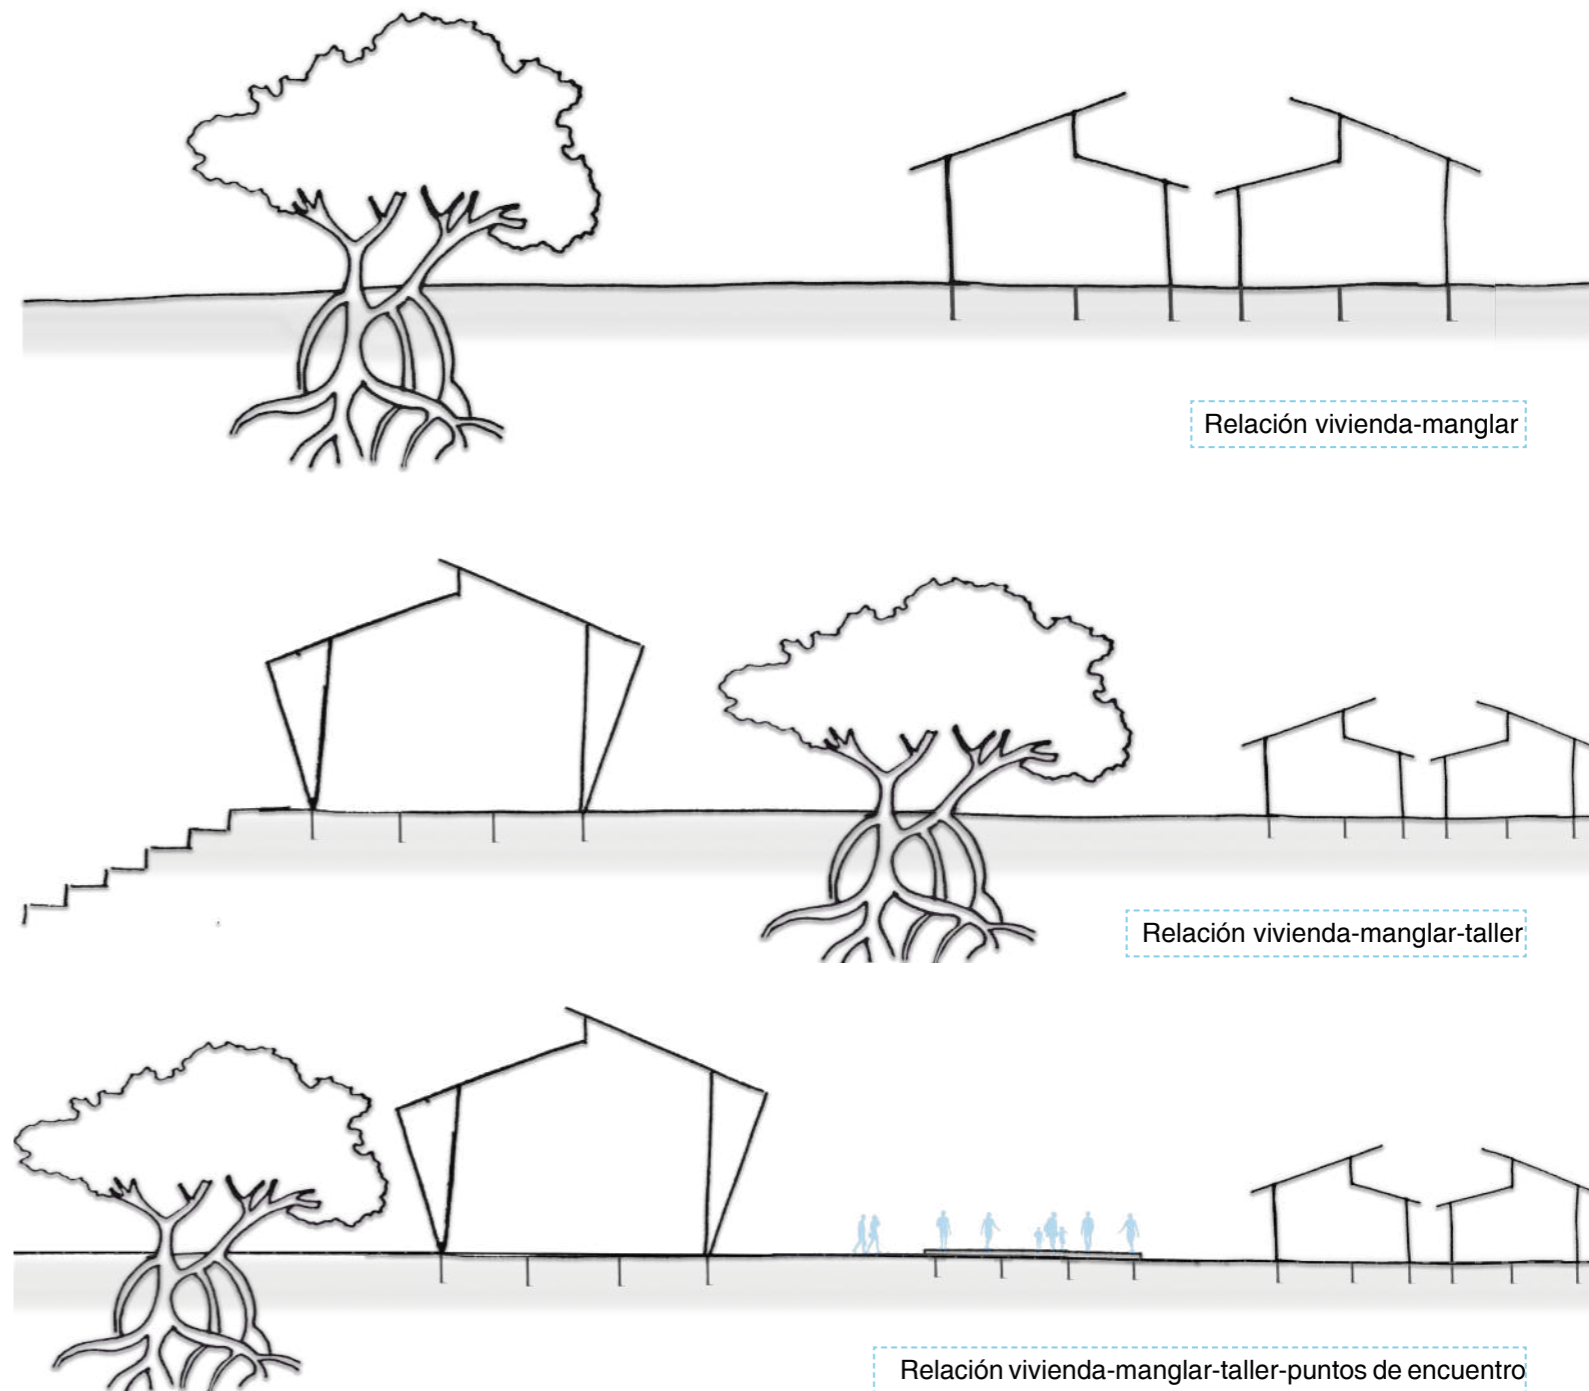 Relación vivienda-manglar
Relación vivienda-manglar-taller
Relación vivienda-manglar-taller-puntos de encuentro